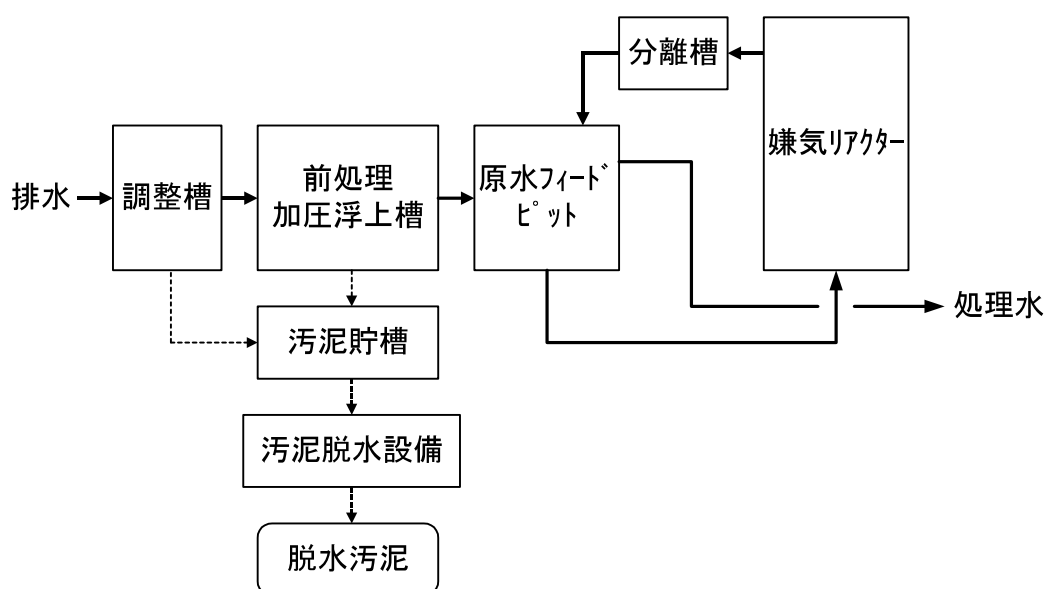 分離槽
嫌気ﾘｱｸﾀｰ
排水
調整槽
前処理
加圧浮上槽
原水ﾌｨｰﾄﾞ
ﾋﾟｯﾄ
処理水
汚泥貯槽
汚泥脱水設備
脱水汚泥